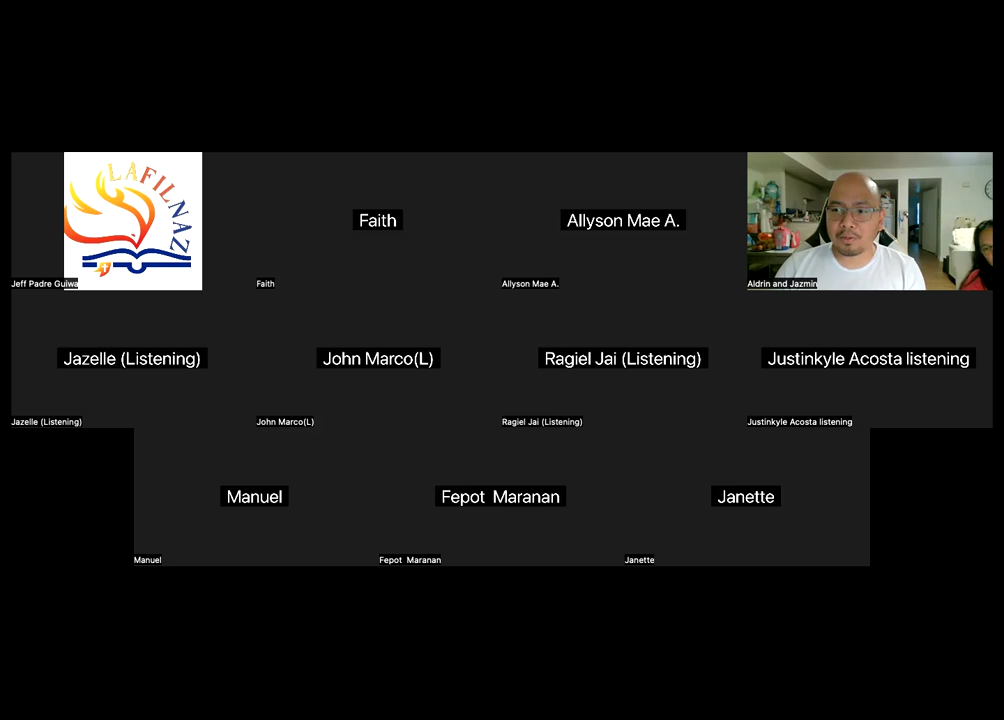 LAFILNAZ
Jeff Padre Guiwa
Faith
Faith
Allyson Mae A.
Allyson Mae A.
Aldrin and Jazmin
Jazelle (Listening)
Jazelle (Listening)
John Marco(L)
John Marco(L)
Ragiel Jai (Listening)
Ragiel Jai (Listening)
Justinkyle Acosta listening
Justinkyle Acosta listening
Manuel
Manuel
Fepot  Maranan
Fepot  Maranan
Janette
Janette